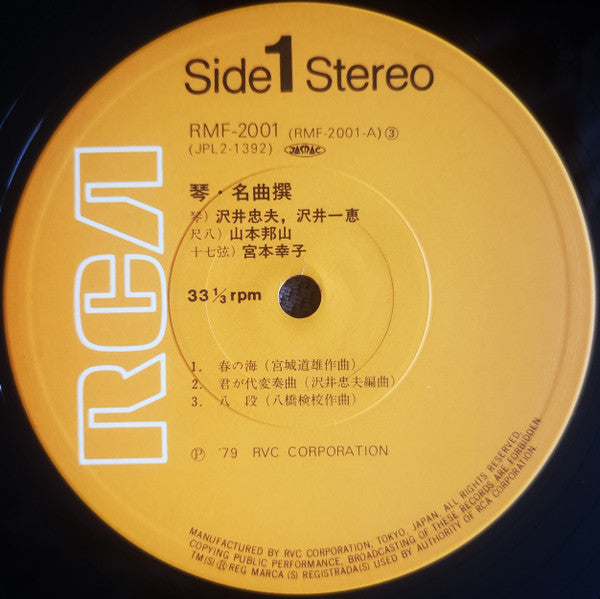 Side 1 Stereo
RMF-2001 (RMF-2001-A) ③
(JPL2-1392) JASRAC
RCA
琴・名曲撰
琴) 沢井忠夫, 沢井一恵
尺八) 山本邦山
十七弦) 宮本幸子
33 1/3 rpm
1. 春の海 (宮城道雄作曲)
2. 君が代変奏曲 (沢井忠夫編曲)
3. 八 段 (八橋検校作曲)
Ⓟ '79 RVC CORPORATION
MANUFACTURED BY RVC CORPORATION, TOKYO, JAPAN. ALL RIGHTS RESERVED.
COPYING PUBLIC PERFORMANCE, BROADCASTING OF THESE RECORDS ARE FORBIDDEN.
TM(S) Ⓡ REG MARCA (S) REGISTRADA(S) USED BY AUTHORITY OF RCA CORPORATION.